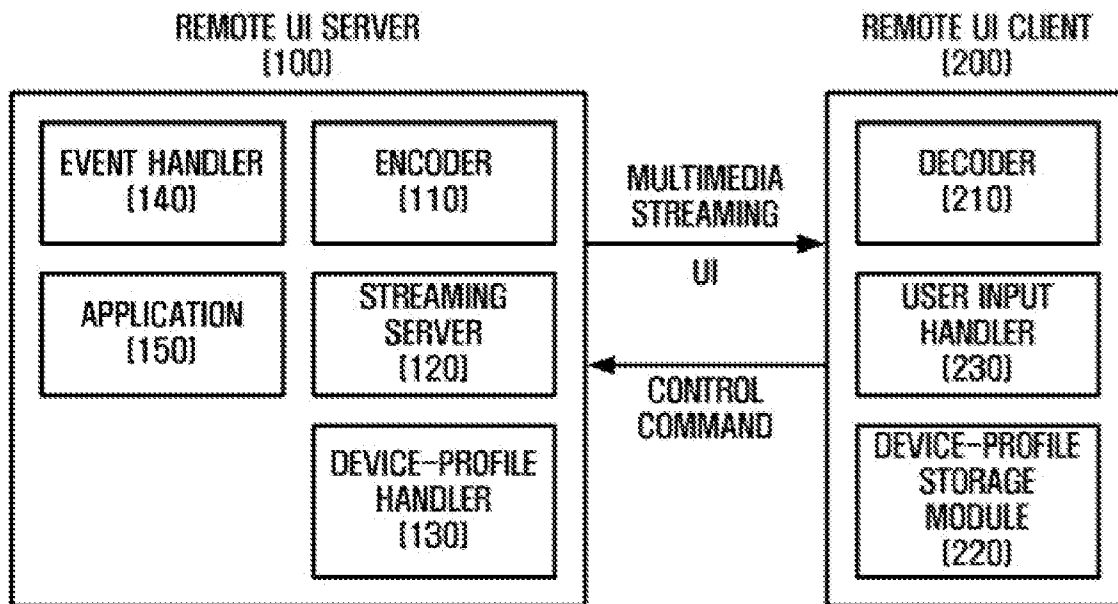 REMOTE UI SERVER
[100]
EVENT HANDLER
[140]
ENCODER
[110]
APPLICATION
[150]
STREAMING
SERVER
[120]
DEVICE-PROFILE
HANDLER
[130]
MULTIMEDIA
STREAMING
UI
CONTROL
COMMAND
REMOTE UI CLIENT
[200]
DECODER
[210]
USER INPUT
HANDLER
[230]
DEVICE-PROFILE
STORAGE
MODULE
[220]